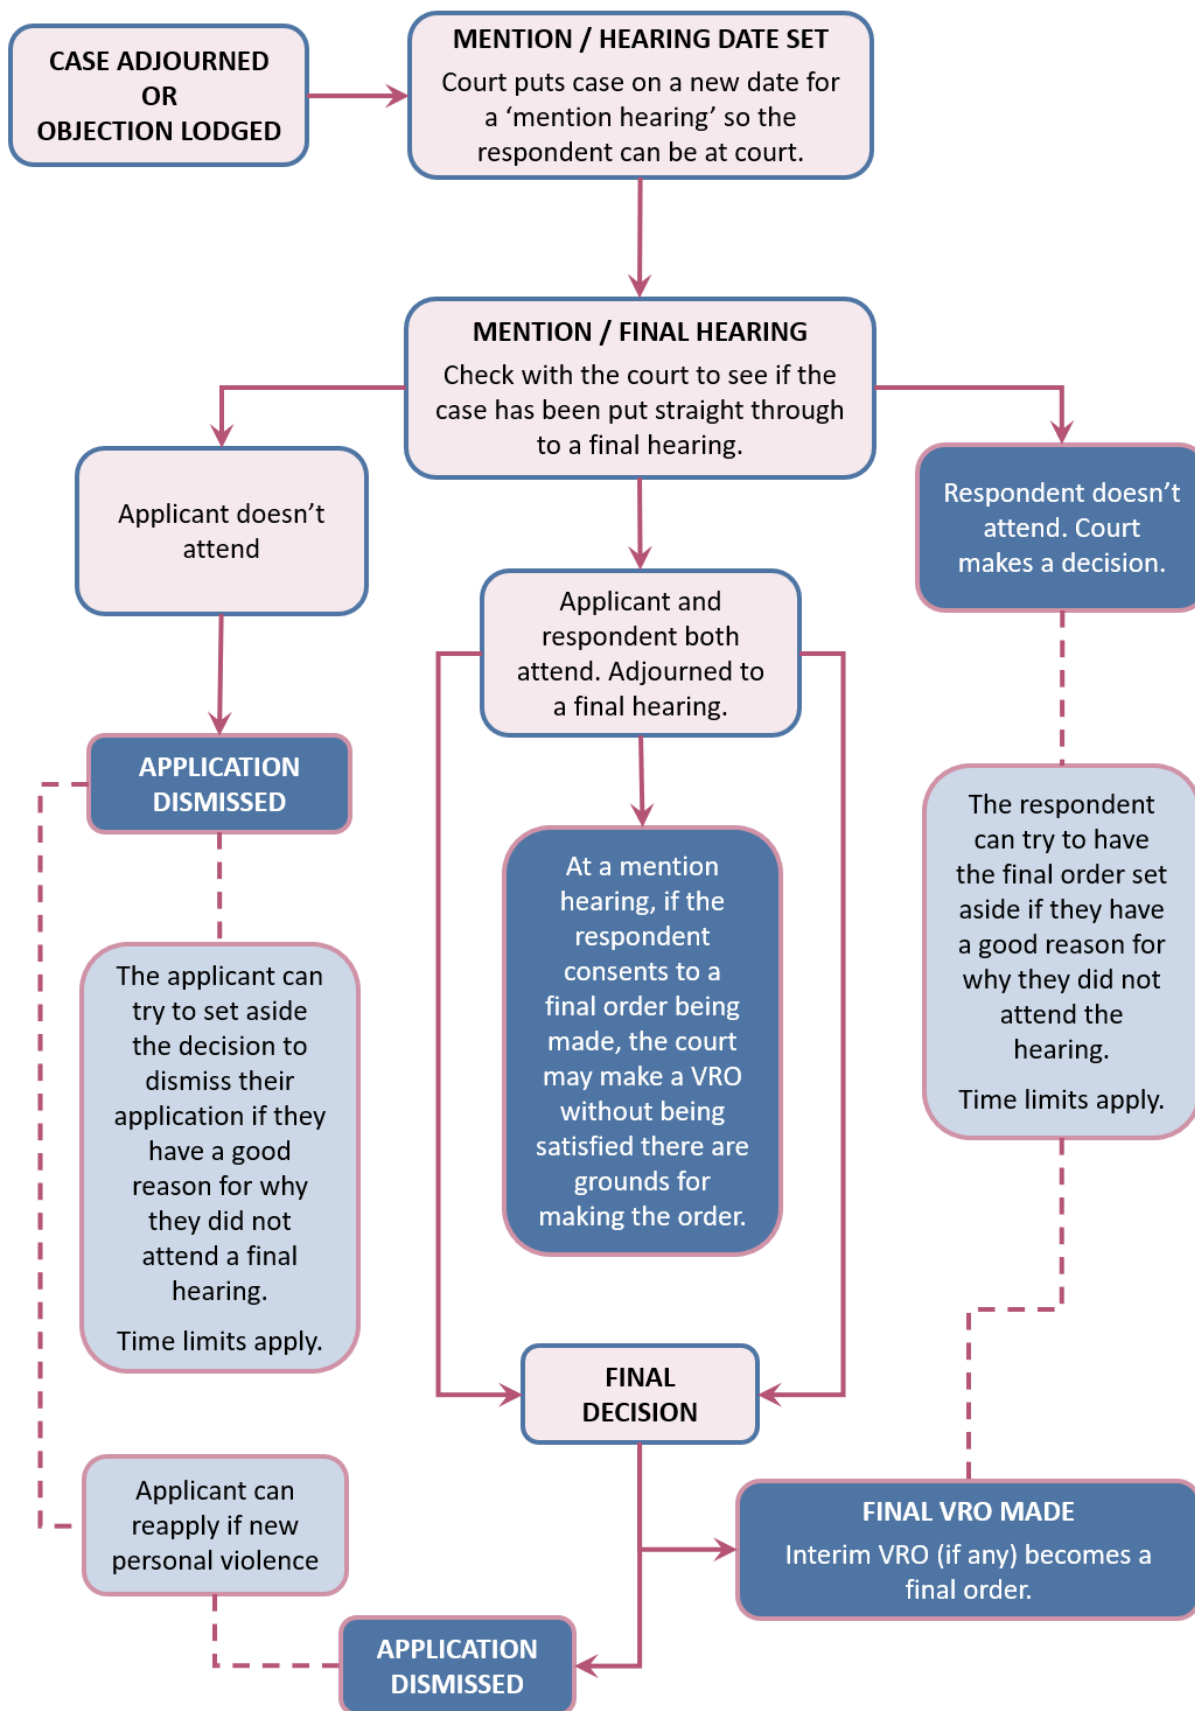 CASE ADJOURNED
OR
OBJECTION LODGED
MENTION / HEARING DATE SET
Court puts case on a new date for
a ‘mention hearing’ so the
respondent can be at court.
MENTION / FINAL HEARING
Check with the court to see if the
case has been put straight through
to a final hearing.
Applicant doesn’t
attend
Respondent doesn’t
attend. Court
makes a decision.
Applicant and
respondent both
attend. Adjourned to
a final hearing.
APPLICATION
DISMISSED
The respondent
can try to have
the final order set
aside if they have
a good reason for
why they did not
attend the
hearing.
Time limits apply.
At a mention
hearing, if the
respondent
consents to a
final order being
made, the court
may make a VRO
without being
satisfied there are
grounds for
making the order.
The applicant can
try to set aside
the decision to
dismiss their
application if they
have a good
reason for why
they did not
attend a final
hearing.
Time limits apply.
FINAL
DECISION
Applicant can
reapply if new
personal violence
FINAL VRO MADE
Interim VRO (if any) becomes a
final order.
APPLICATION
DISMISSED